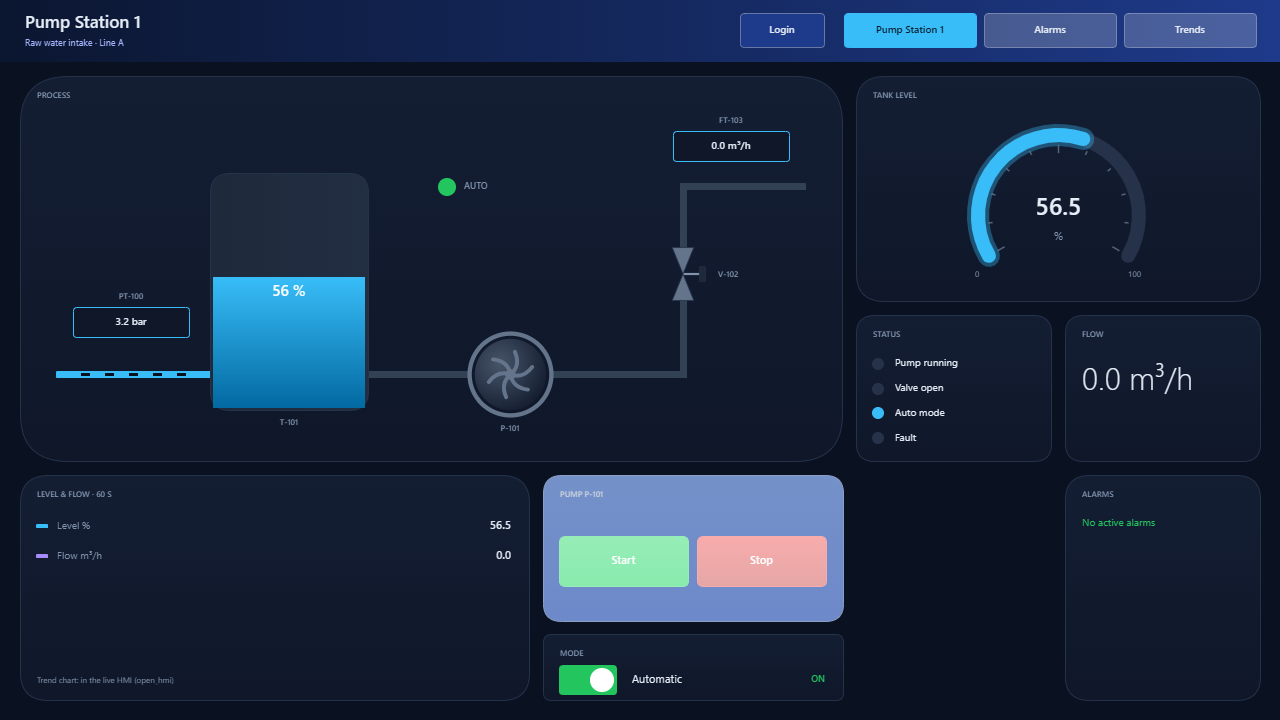 Pump Station 1
Raw water intake · Line A
Login
Pump Station 1
Alarms
Trends
PROCESS
FT-103
0.0 m³/h
AUTO
V-102
PT-100
3.2 bar
56 %
T-101
P-101
TANK LEVEL
56.5
%
0
100
STATUS
Pump running
Valve open
Auto mode
Fault
FLOW
0.0 m³/h
LEVEL & FLOW · 60 S
Level %
56.5
Flow m³/h
0.0
Trend chart: in the live HMI (open_hmi)
PUMP P-101
Start
Stop
MODE
Automatic
ON
ALARMS
No active alarms